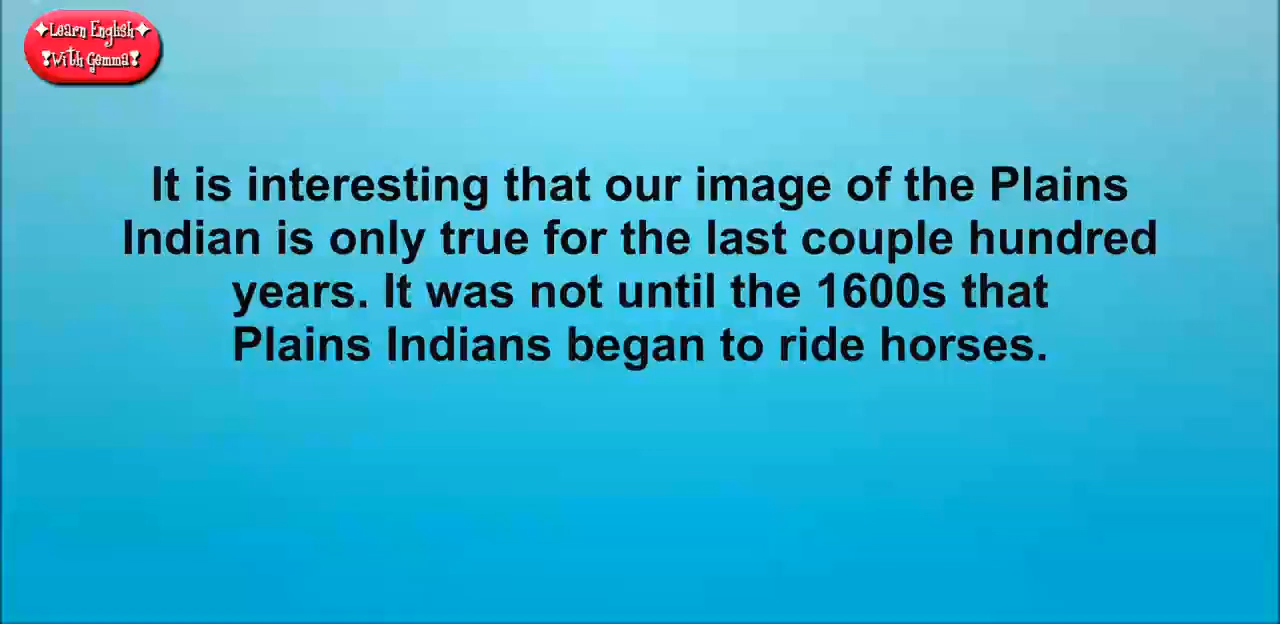 ✦Learn English✦
❣With Gemma❣
It is interesting that our image of the Plains
Indian is only true for the last couple hundred
years. It was not until the 1600s that
Plains Indians began to ride horses.